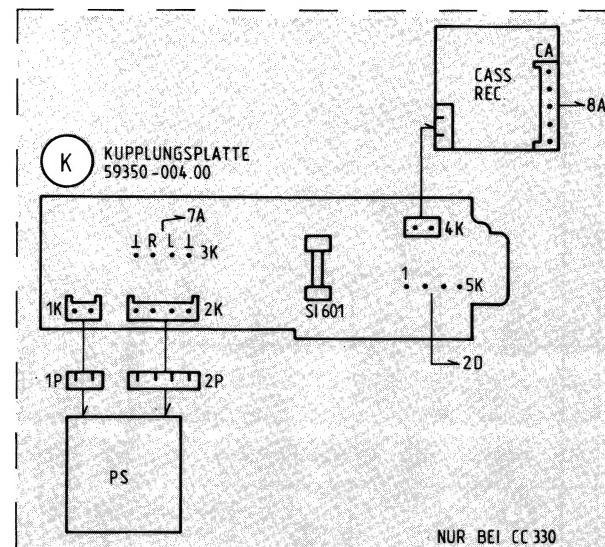 CA
CASS
REC.
8A
K
KUPPLUNGSPLATTE
59350-004.00
7A
⊥ R L ⊥
3K
4K
1
5K
1K
2K
SI 601
2D
1P
2P
PS
NUR BEI CC 330